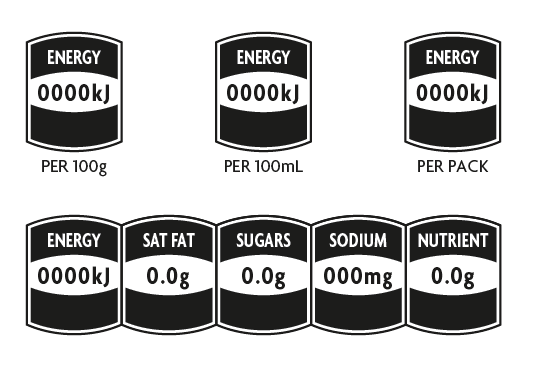 ENERGY ENERGY ENERGY
0000kJ 0000kJ 0000kJ
PER 100g PER 100mL PER PACK
ENERGY SAT FAT SUGARS SODIUM NUTRIENT
0000kJ 0.0g 0.0g 000mg 0.0g